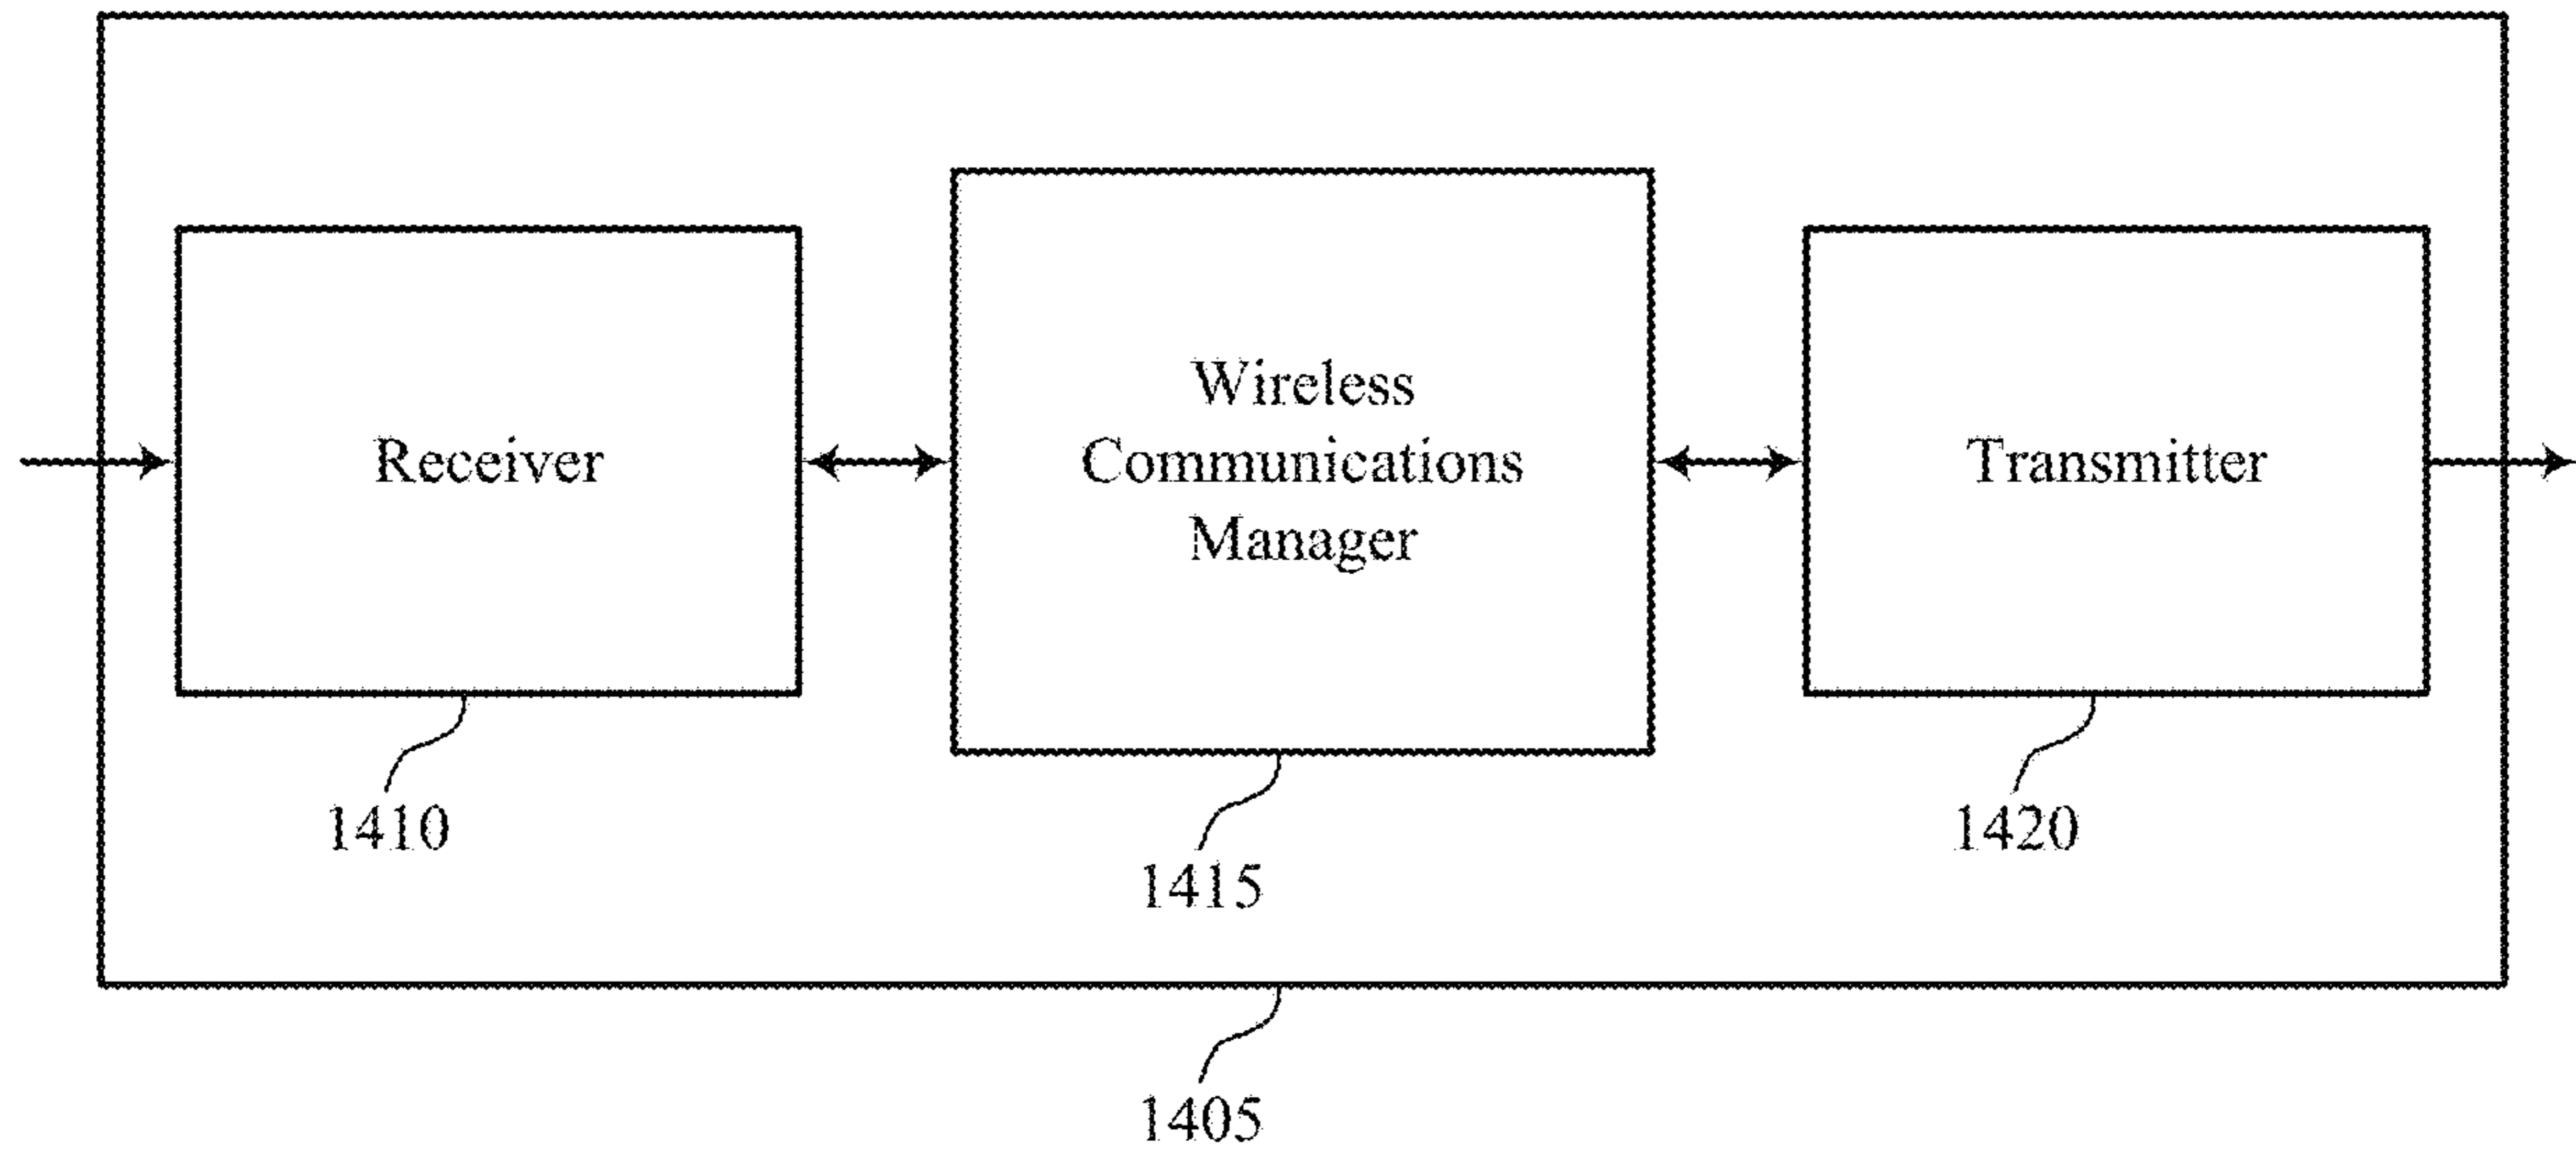 Receiver
Wireless
Communications
Manager
Transmitter
1410
1415
1420
1405